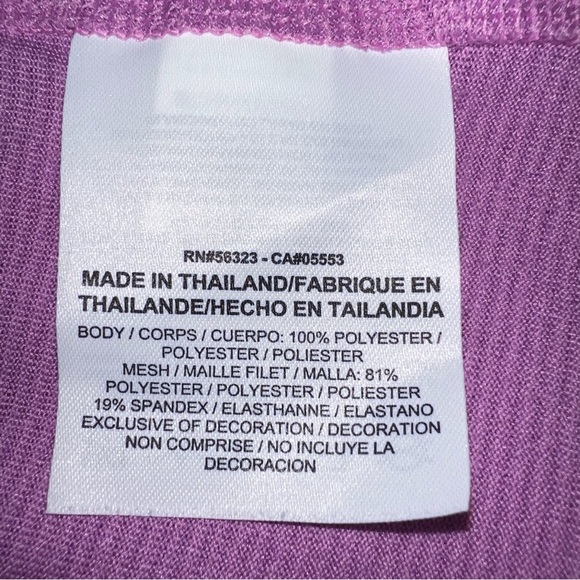 RN#56323 - CA#05553
MADE IN THAILAND/FABRIQUE EN
THAILANDE/HECHO EN TAILANDIA
BODY / CORPS / CUERPO: 100% POLYESTER /
POLYESTER / POLIESTER
MESH / MAILLE FILET / MALLA: 81%
POLYESTER / POLYESTER / POLIESTER
19% SPANDEX / ELASTHANNE / ELASTANO
EXCLUSIVE OF DECORATION / DECORATION
NON COMPRISE / NO INCLUYE LA
DECORACION